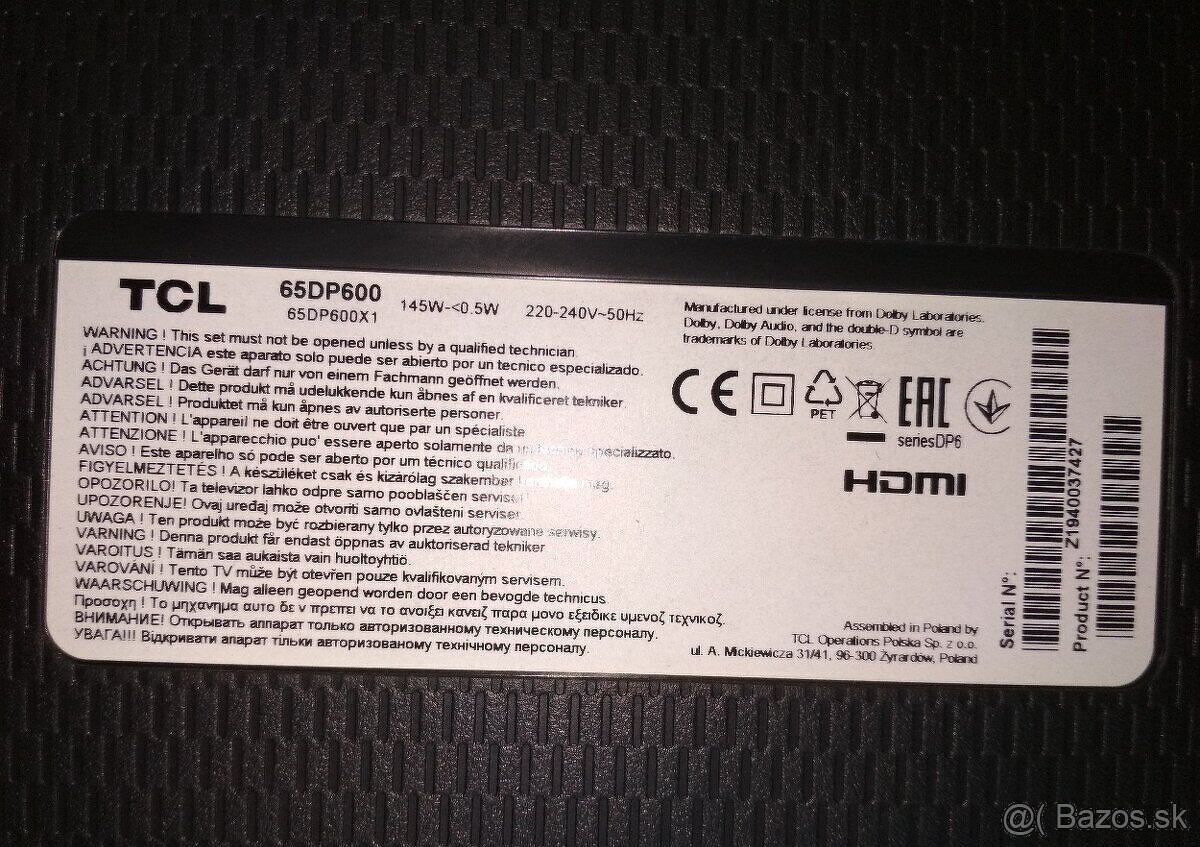 TCL
65DP600
65DP600X1
145W-<0.5W
220-240V~50Hz
WARNING ! This set must not be opened unless by a qualified technician.
¡ ADVERTENCIA este aparato solo puede ser abierto por un tecnico especializado.
ACHTUNG ! Das Gerät darf nur von einem Fachmann geöffnet werden.
ADVARSEL ! Dette produkt må udelukkende kun åbnes af en kvalificeret tekniker
ADVARSEL ! Produktet må kun åpnes av autoriserte personer.
ATTENTION ! L'appareil ne doit être ouvert que par un spécialiste
ATTENZIONE ! L'apparecchio puo' essere aperto solamente da un tecnico specializzato.
AVISO ! Este aparelho só pode ser aberto por um técnico
FIGYELMEZTETÉS ! A készüléket csak és kizárólag szakember
OPOZORILO! Ta televizor lahko odpre samo pooblaščen serviser
UPOZORENJE! Ovaj uređaj može otvoriti samo ovlašteni serviser
UWAGA ! Ten produkt może być rozbierany tylko przez autoryzowane serwisy.
VARNING ! Denna produkt får endast öppnas av auktoriserad tekniker
VAROITUS ! Tämän saa aukaista vain huoltoyhtiö.
VAROVÁNÍ ! Tento TV může být otevřen pouze kvalifikovaným servisem.
WAARSCHUWING ! Mag alleen geopend worden door een bevogde technicus
Προσοχη ! Το μηχανημα αυτο δε ν πρεπει να το ανοιξει κανειζ παρα μονο εξειδικε υμενοζ τεχνικοζ.
ВНИМАНИЕ! Открывать аппарат только авторизованному техническому персоналу.
УВАГА!!! Відкривати апарат тільки авторизованому технічному персоналу.
Manufactured under license from Dolby Laboratories.
Dolby, Dolby Audio, and the double-D symbol are
trademarks of Dolby Laboratories.
CE
PET
EAC
seriesDP6
HDMI
Assembled in Poland by
TCL Operations Polska Sp. z o.o.
ul. A. Mickiewicza 31/41, 96-300 Żyrardów, Poland
Serial N°:
Z1940037427
Product N°:
@( Bazos.sk